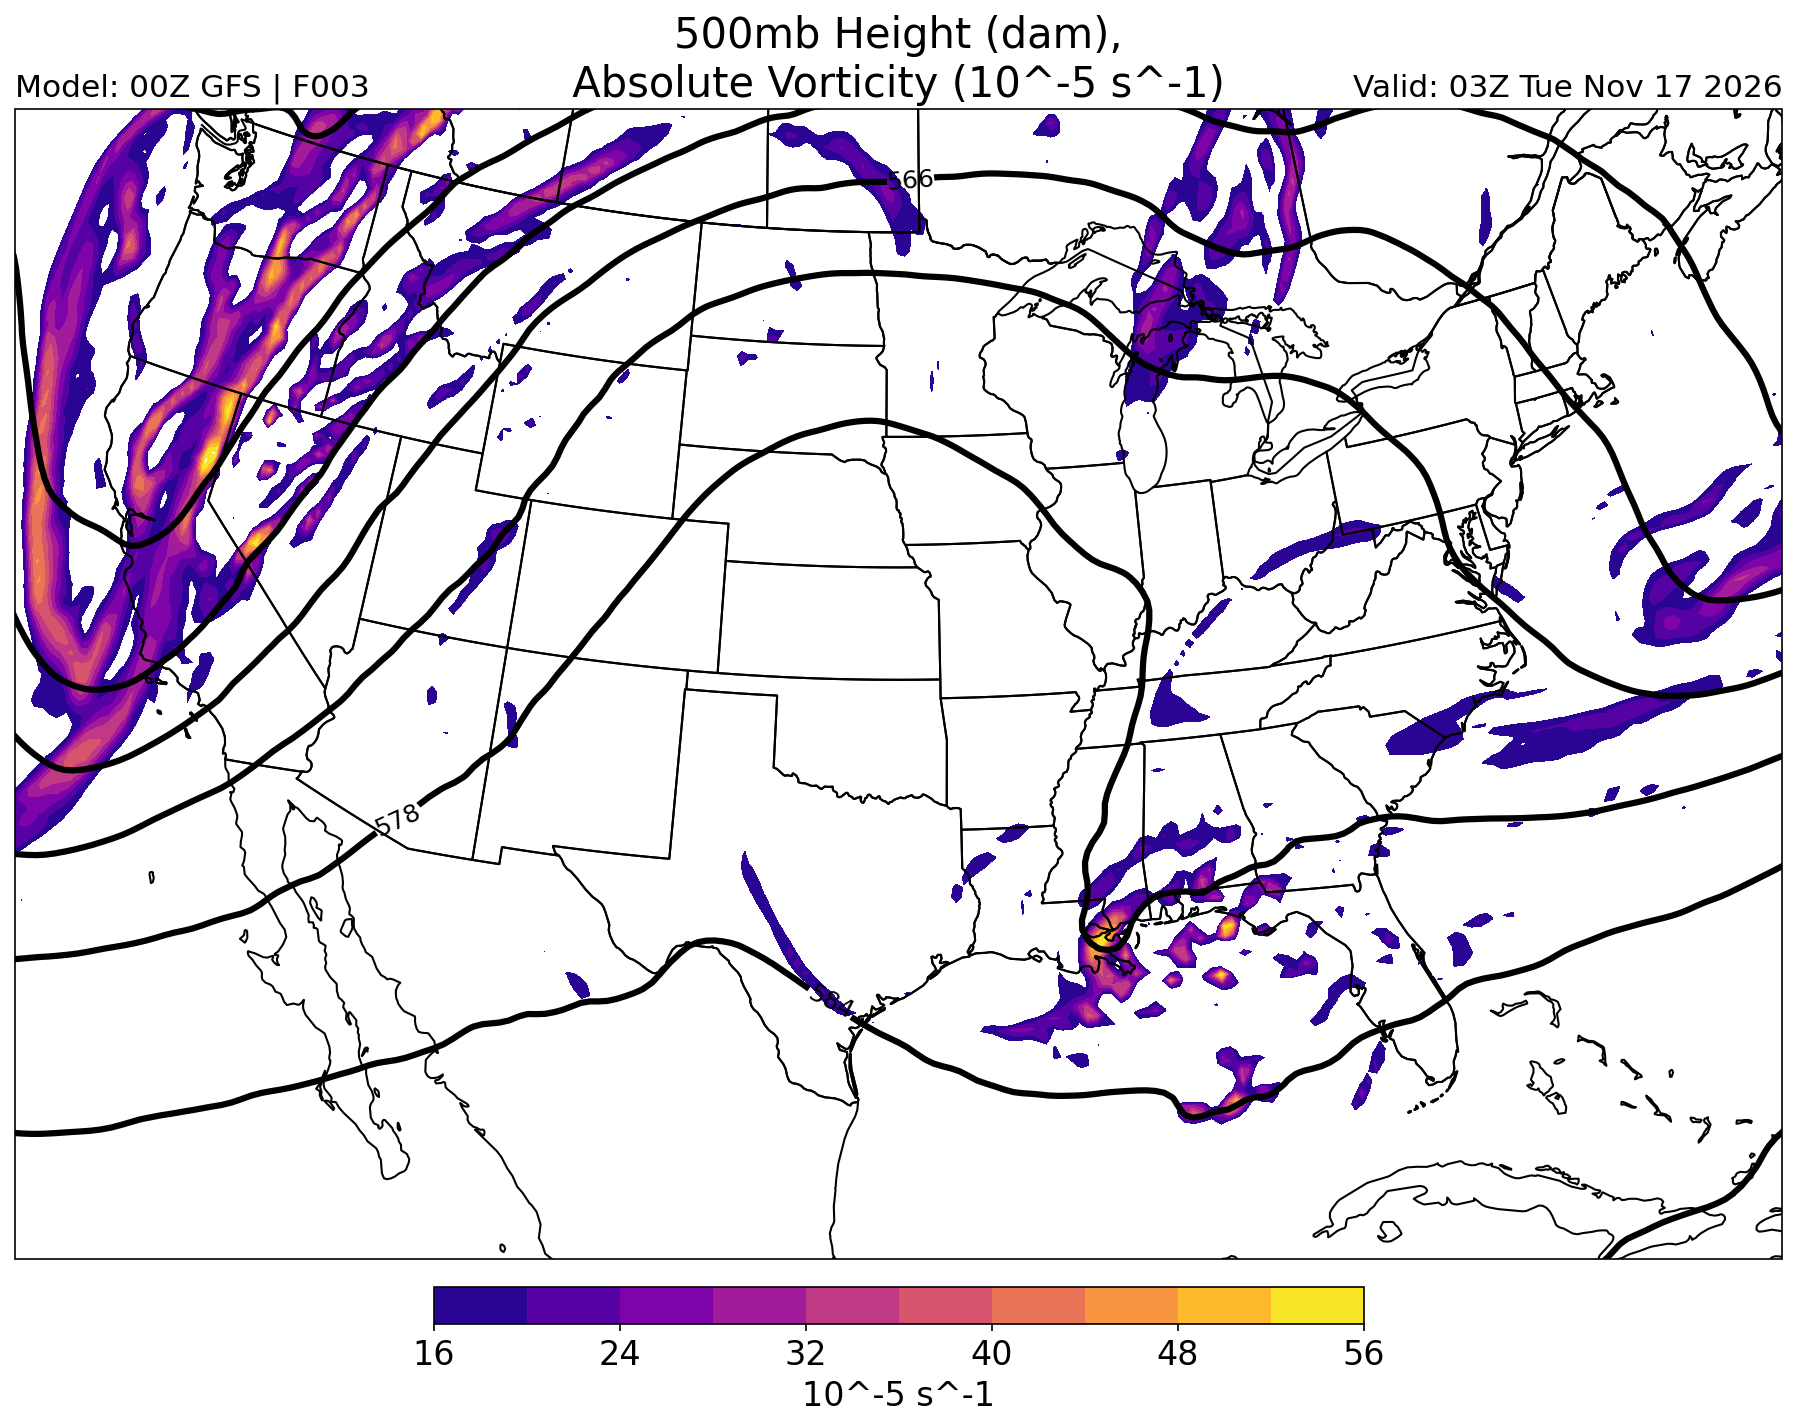 500mb Height (dam),
Absolute Vorticity (10^-5 s^-1)
Model: 00Z GFS | F003
Valid: 03Z Tue Nov 17 2026
566
578
584
16 24 32 40 48 56
10^-5 s^-1